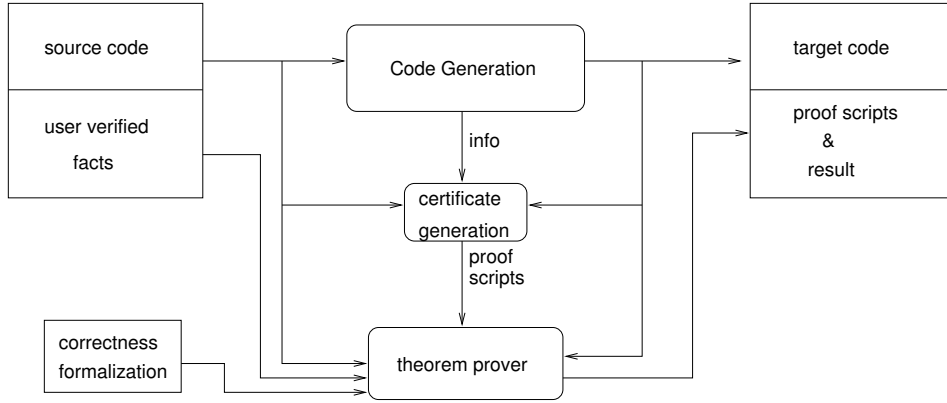 source code
user verified
facts
Code Generation
info
certificate
generation
proof
scripts
correctness
formalization
theorem prover
target code
proof scripts
&
result